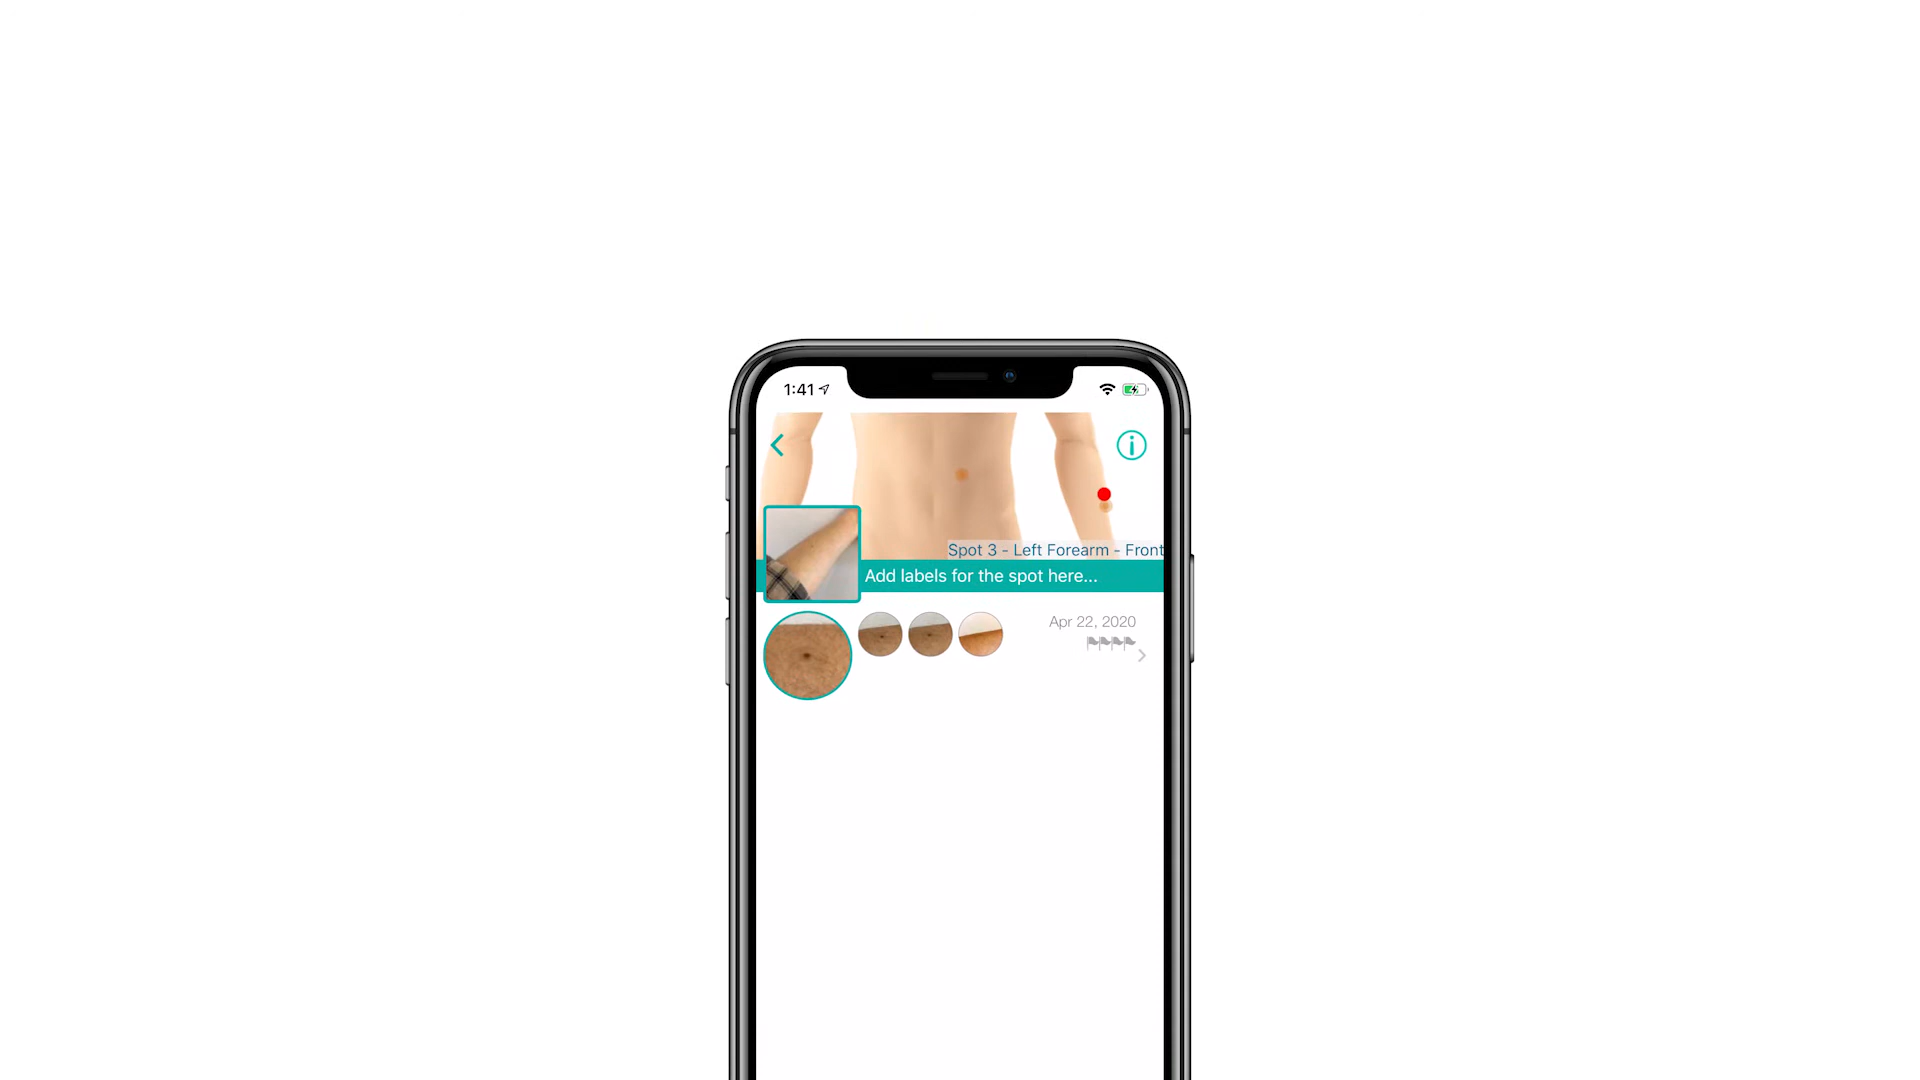 1:41
Spot 3 - Left Forearm - Front
Add labels for the spot here...
Apr 22, 2020